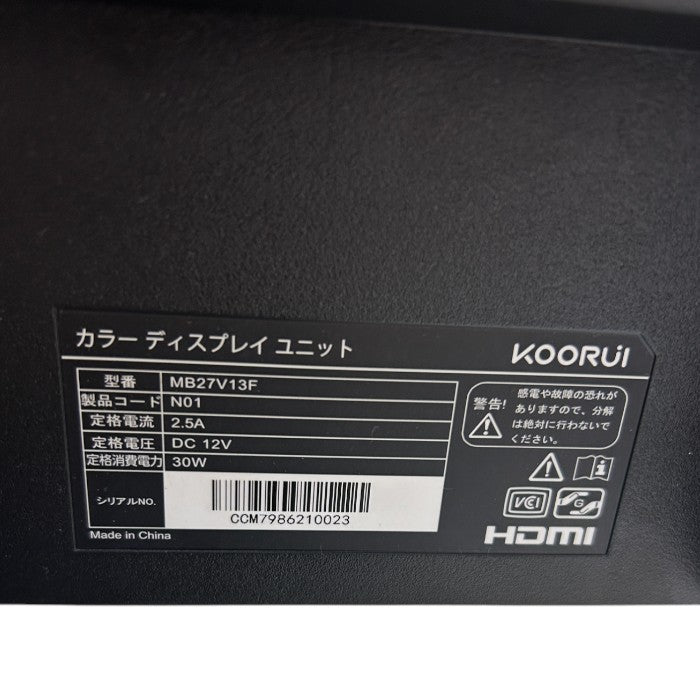 カラー ディスプレイ ユニット
KOORUI
型番 MB27V13F
製品コード N01
定格電流 2.5A
定格電圧 DC 12V
定格消費電力 30W
シリアルNO. CCM7986210023
Made in China
警告!
感電や故障の恐れが
ありますので、分解
は絶対に行わないで
ください。
VCCI
G
HDMI